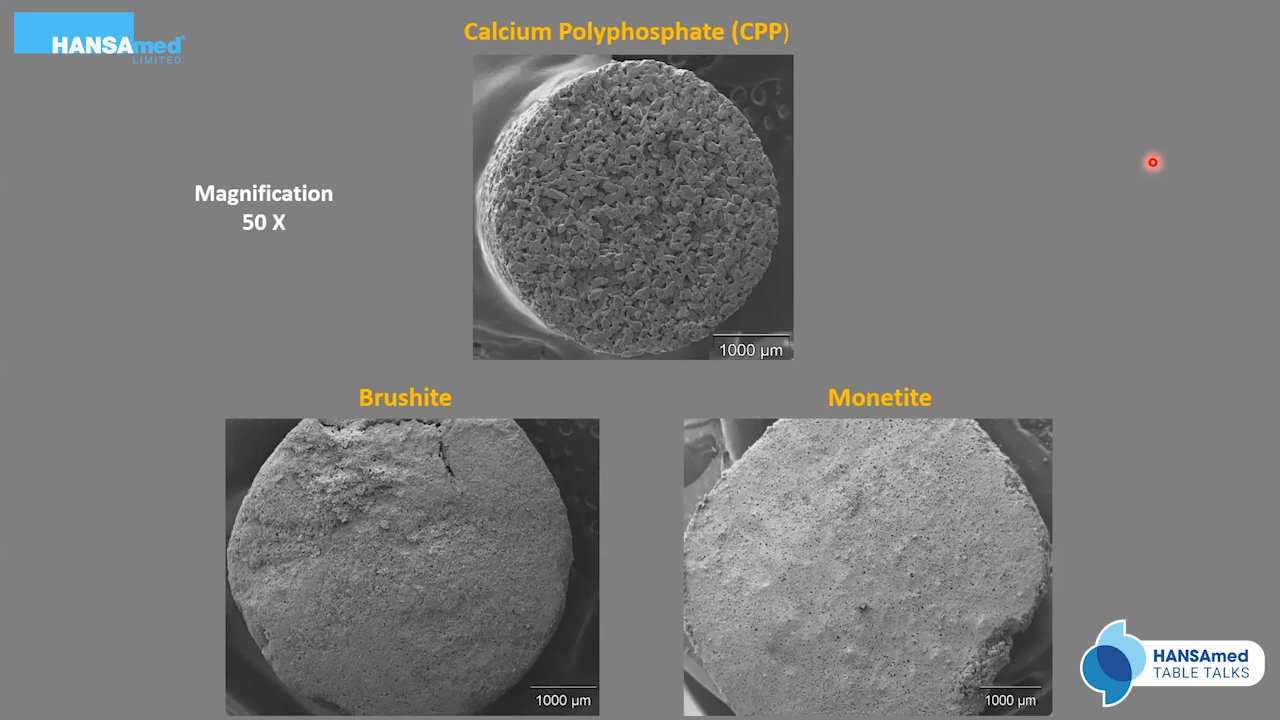 HANSAmed®
LIMITED
Calcium Polyphosphate (CPP)
Magnification
50 X
1000 µm
Brushite
Monetite
1000 µm
1000 µm
HANSAmed
TABLE TALKS